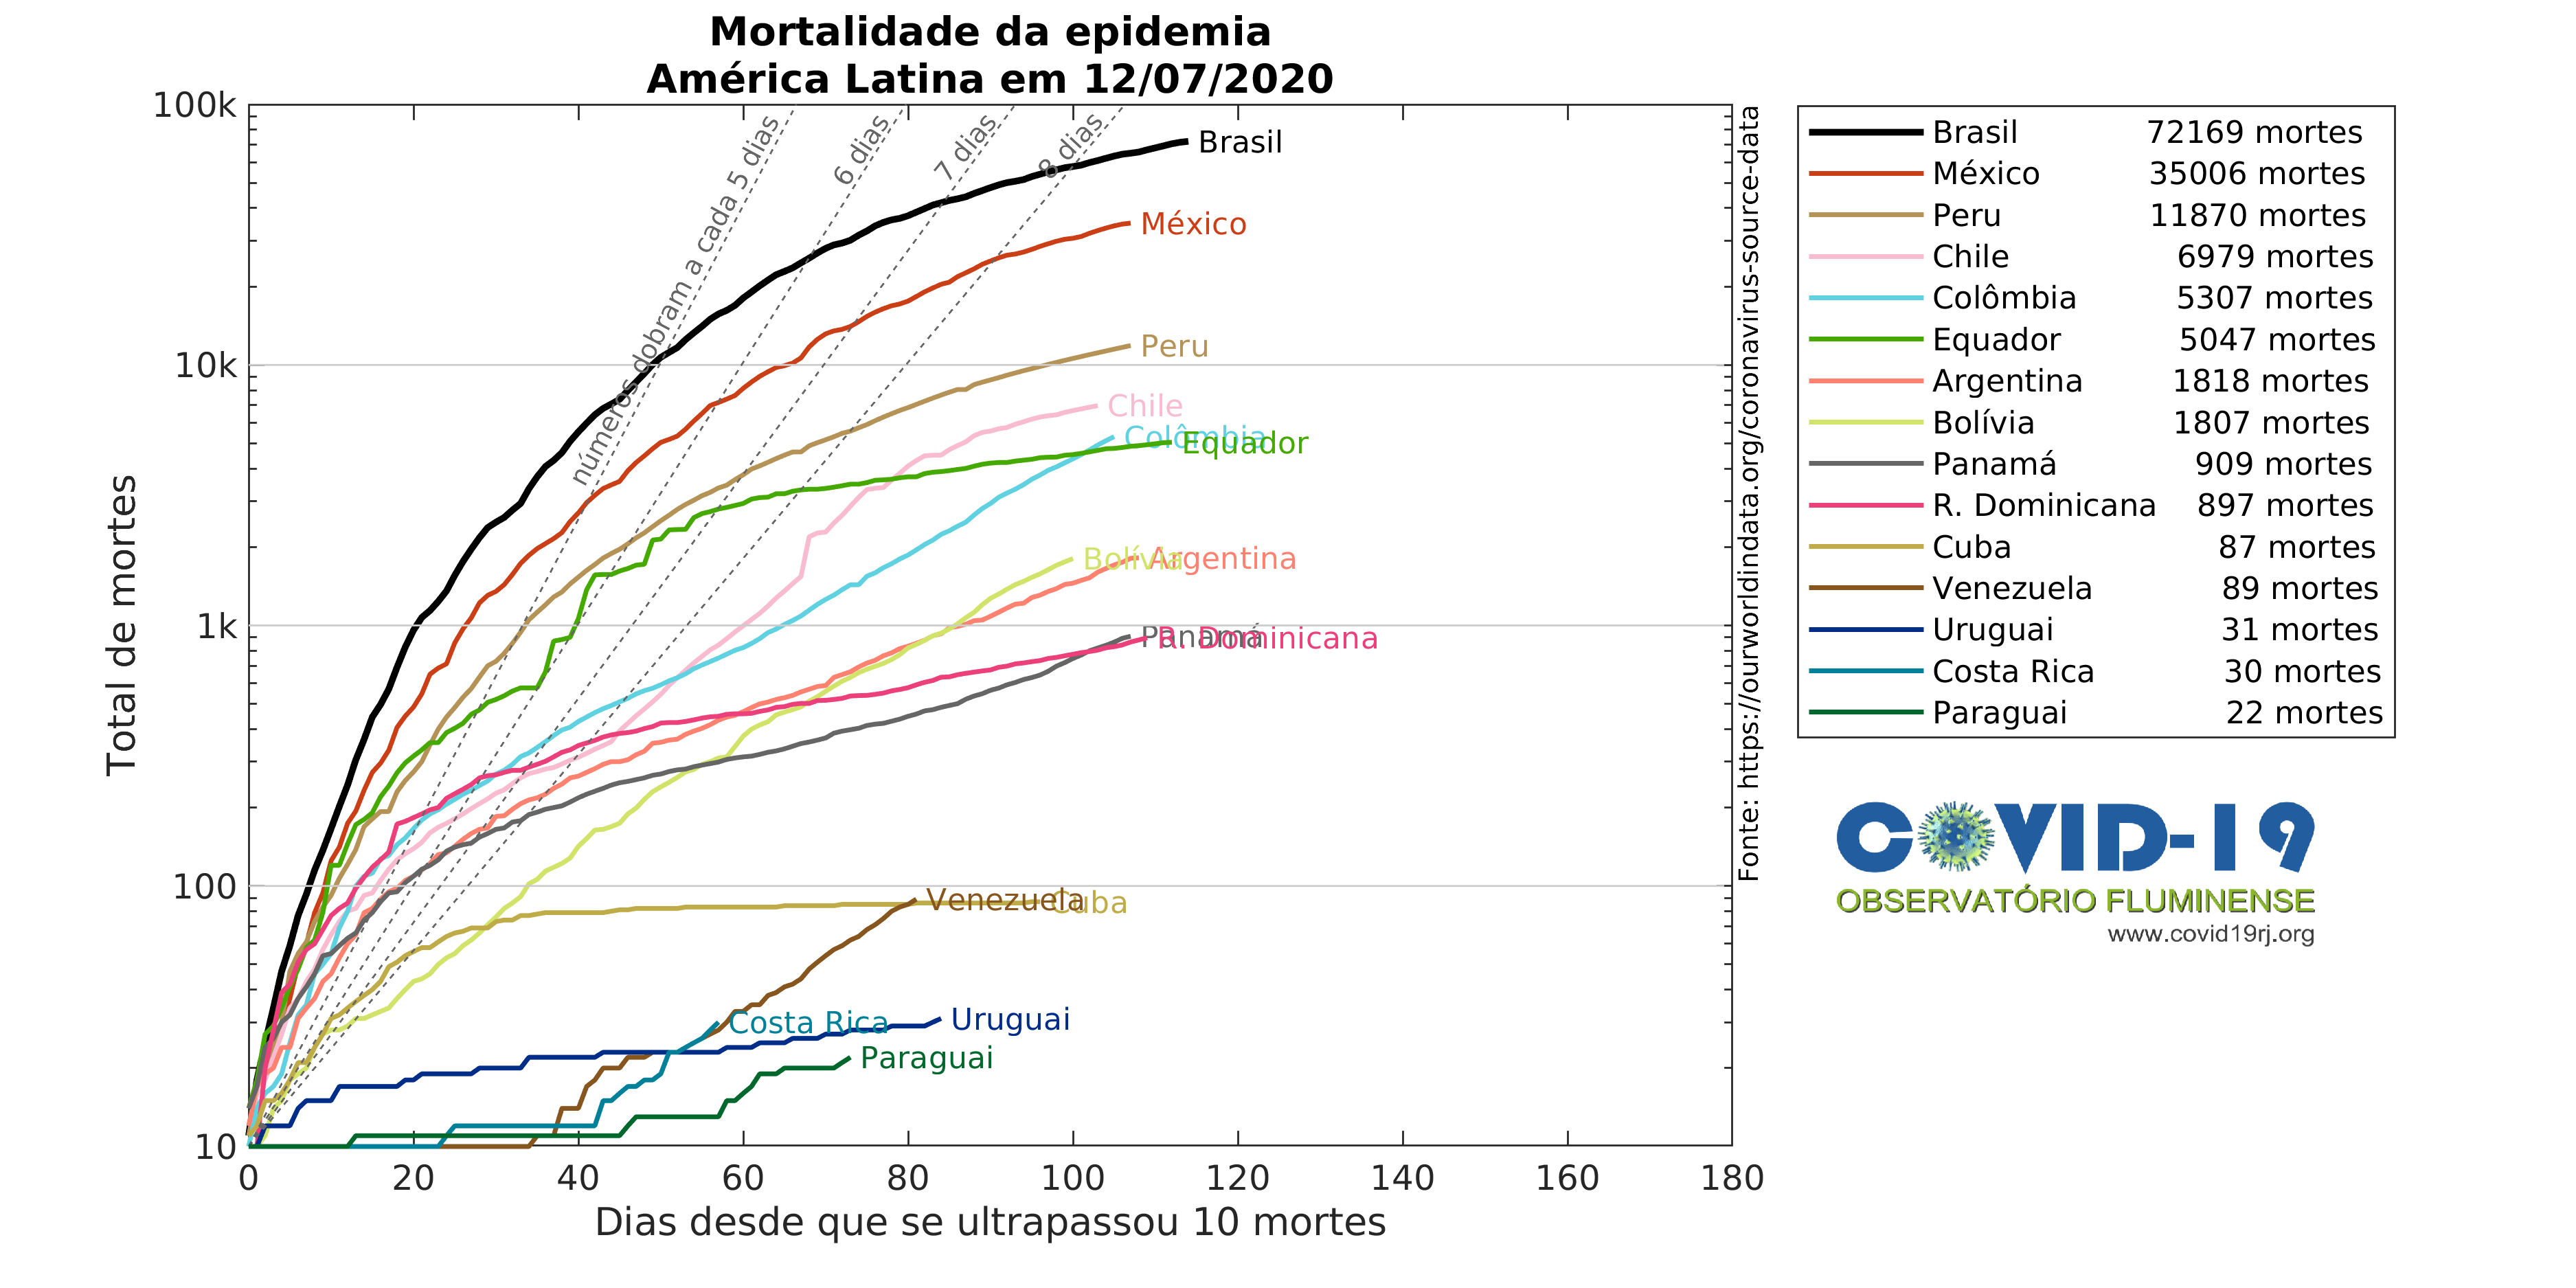 Mortalidade da epidemia
América Latina em 12/07/2020
Total de mortes
100k
10k
1k
100
10
0 20 40 60 80 100 120 140 160 180
Dias desde que se ultrapassou 10 mortes
números dobram a cada 5 dias
6 dias
7 dias
8 dias
Brasil
México
Peru
Chile
Colômbia
Equador
Bolívia
Argentina
Panamá
R. Dominicana
Venezuela
Cuba
Costa Rica
Uruguai
Paraguai
Fonte: https://ourworldindata.org/coronavirus-source-data
Brasil 72169 mortes
México 35006 mortes
Peru 11870 mortes
Chile 6979 mortes
Colômbia 5307 mortes
Equador 5047 mortes
Argentina 1818 mortes
Bolívia 1807 mortes
Panamá 909 mortes
R. Dominicana 897 mortes
Cuba 87 mortes
Venezuela 89 mortes
Uruguai 31 mortes
Costa Rica 30 mortes
Paraguai 22 mortes
COVID-19
OBSERVATÓRIO FLUMINENSE
www.covid19rj.org